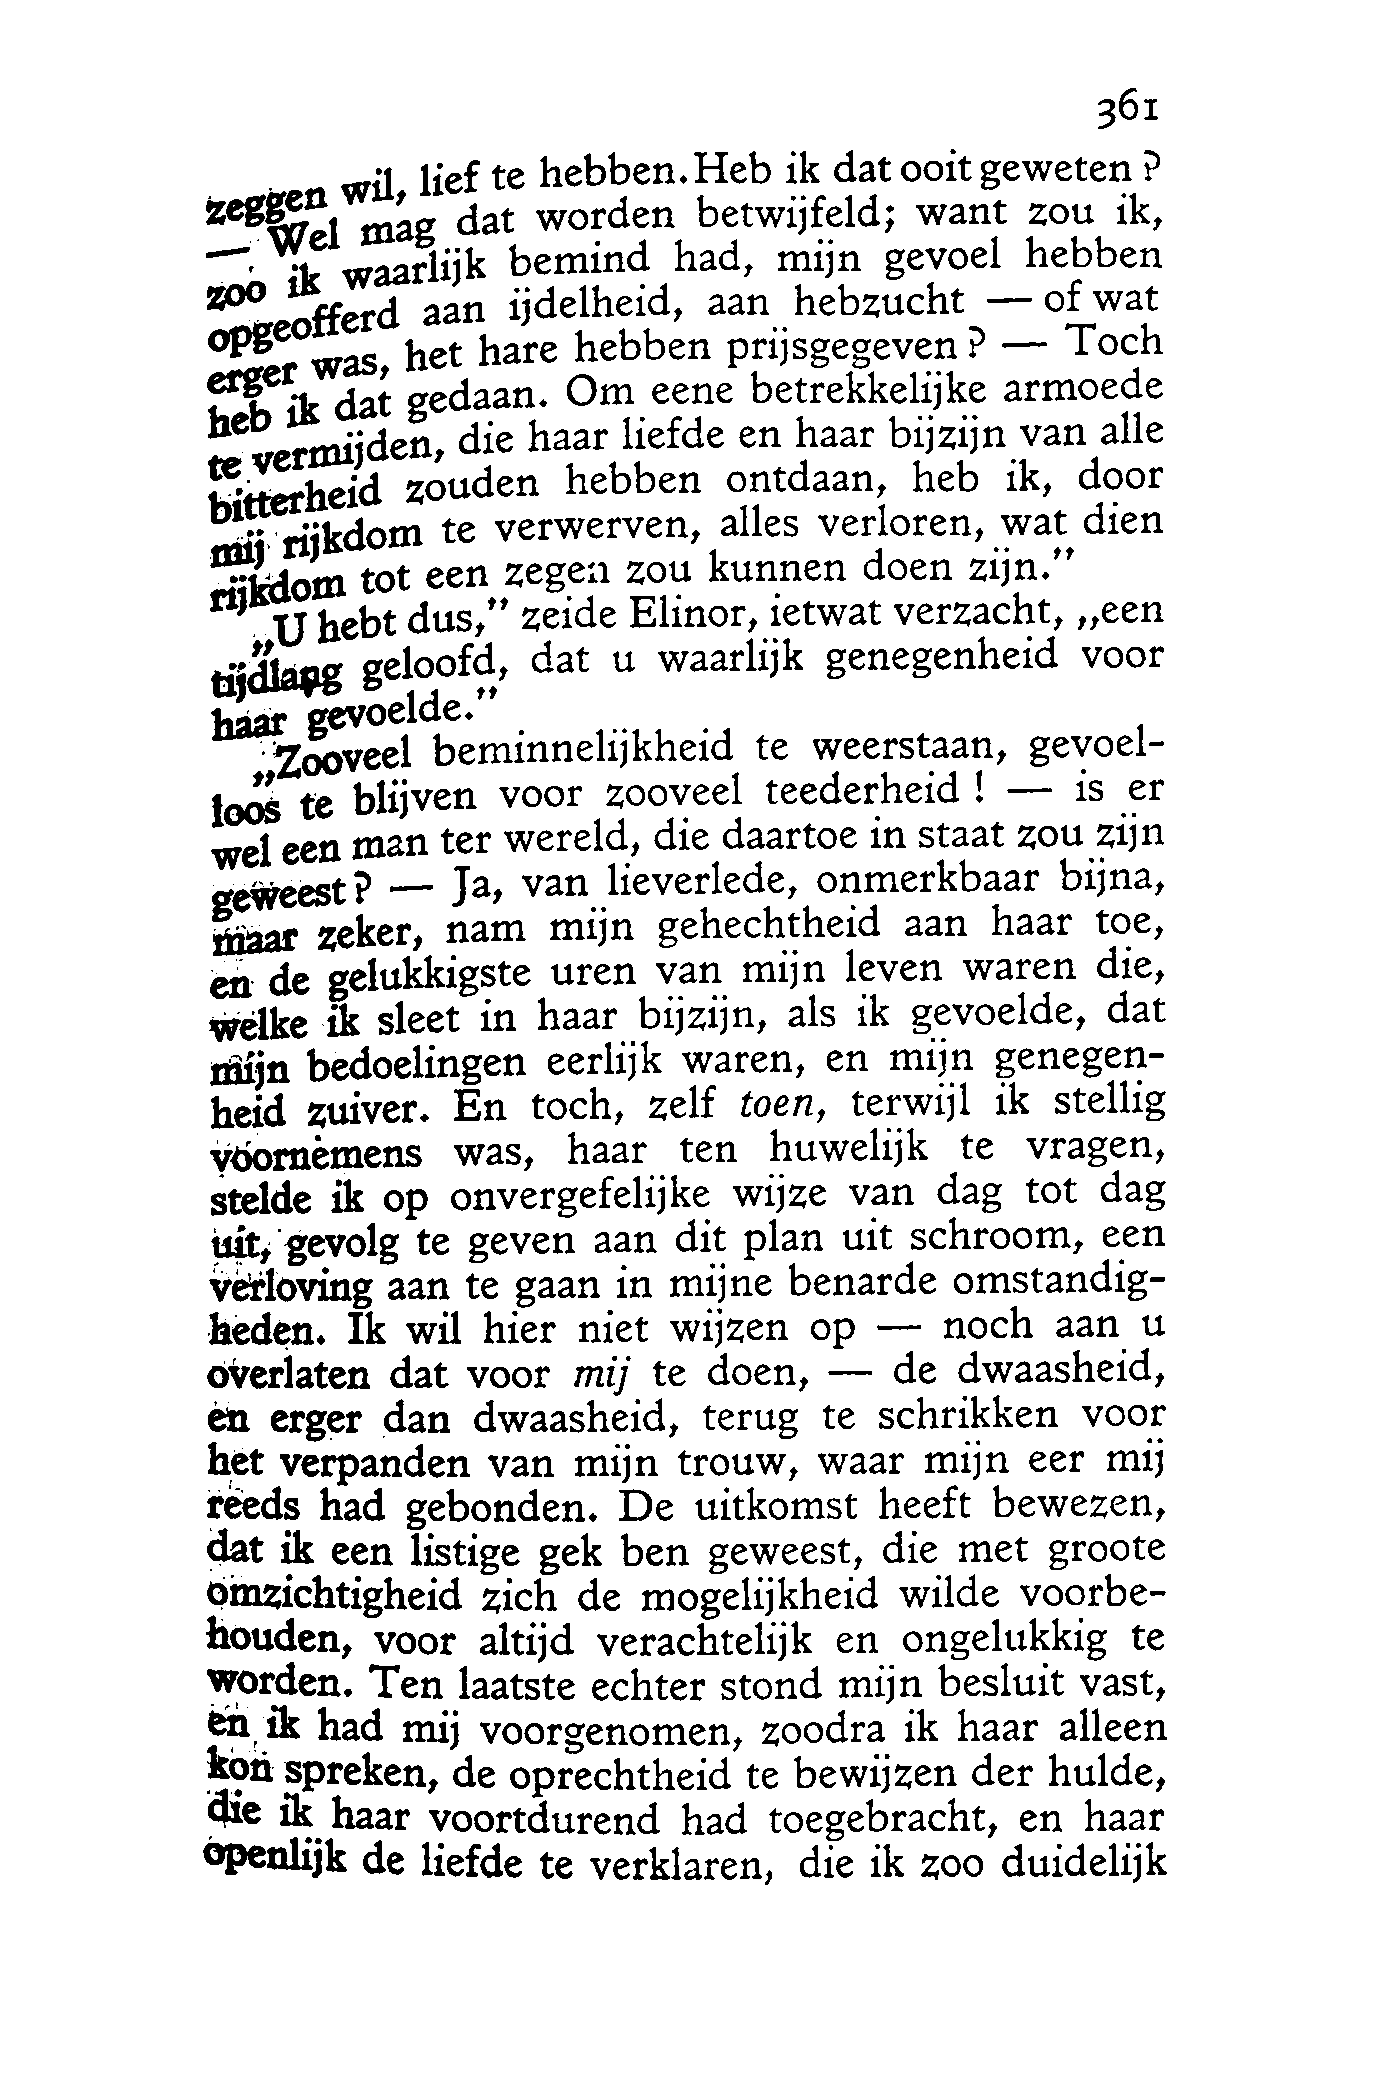 361
zeggen wil, lief te hebben. Heb ik dat ooit geweten?
— Wel mag dat worden betwijfeld; want zou ik,
zoo ik waarlijk bemind had, mijn gevoel hebben
opgeofferd aan ijdelheid, aan hebzucht — of wat
erger was, het hare hebben prijsgegeven? — Toch
heb ik dat gedaan. Om eene betrekkelijke armoede
te vermijden, die haar liefde en haar bijzijn van alle
bitterheid zouden hebben ontdaan, heb ik, door
mij rijkdom te verwerven, alles verloren, wat dien
rijkdom tot een zegen zou kunnen doen zijn.”
„U hebt dus,” zeide Elinor, ietwat verzacht, „een
tijdlang geloofd, dat u waarlijk genegenheid voor
haar gevoelde.”
„Zooveel beminnelijkheid te weerstaan, gevoel-
loos te blijven voor zooveel teederheid! — is er
wel een man ter wereld, die daartoe in staat zou zijn
geweest? — Ja, van lieverlede, onmerkbaar bijna,
maar zeker, nam mijn gehechtheid aan haar toe,
en de gelukkigste uren van mijn leven waren die,
welke ik sleet in haar bijzijn, als ik gevoelde, dat
mijn bedoelingen eerlijk waren, en mijn genegen-
heid zuiver. En toch, zelf toen, terwijl ik stellig
voornemens was, haar ten huwelijk te vragen,
stelde ik op onvergefelijke wijze van dag tot dag
uit, gevolg te geven aan dit plan uit schroom, een
verloving aan te gaan in mijne benarde omstandig-
heden. Ik wil hier niet wijzen op — noch aan u
overlaten dat voor mij te doen, — de dwaasheid,
en erger dan dwaasheid, terug te schrikken voor
het verpanden van mijn trouw, waar mijn eer mij
reeds had gebonden. De uitkomst heeft bewezen,
dat ik een listige gek ben geweest, die met groote
omzichtigheid zich de mogelijkheid wilde voorbe-
houden, voor altijd verachtelijk en ongelukkig te
worden. Ten laatste echter stond mijn besluit vast,
en ik had mij voorgenomen, zoodra ik haar alleen
kon spreken, de oprechtheid te bewijzen der hulde,
die ik haar voortdurend had toegebracht, en haar
openlijk de liefde te verklaren, die ik zoo duidelijk